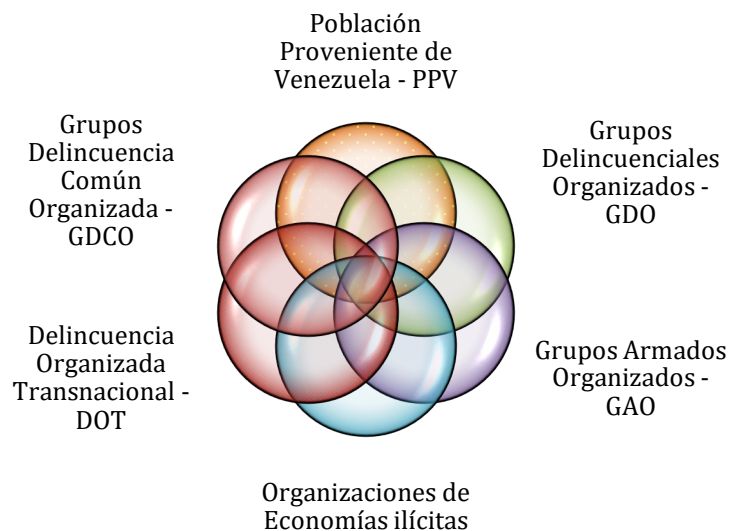 Población
Proveniente de
Venezuela - PPV
Grupos
Delincuenciales
Organizados -
GDO
Grupos Armados
Organizados -
GAO
Organizaciones de
Economías ilícitas
Delincuencia
Organizada
Transnacional -
DOT
Grupos
Delincuencia
Común
Organizada -
GDCO